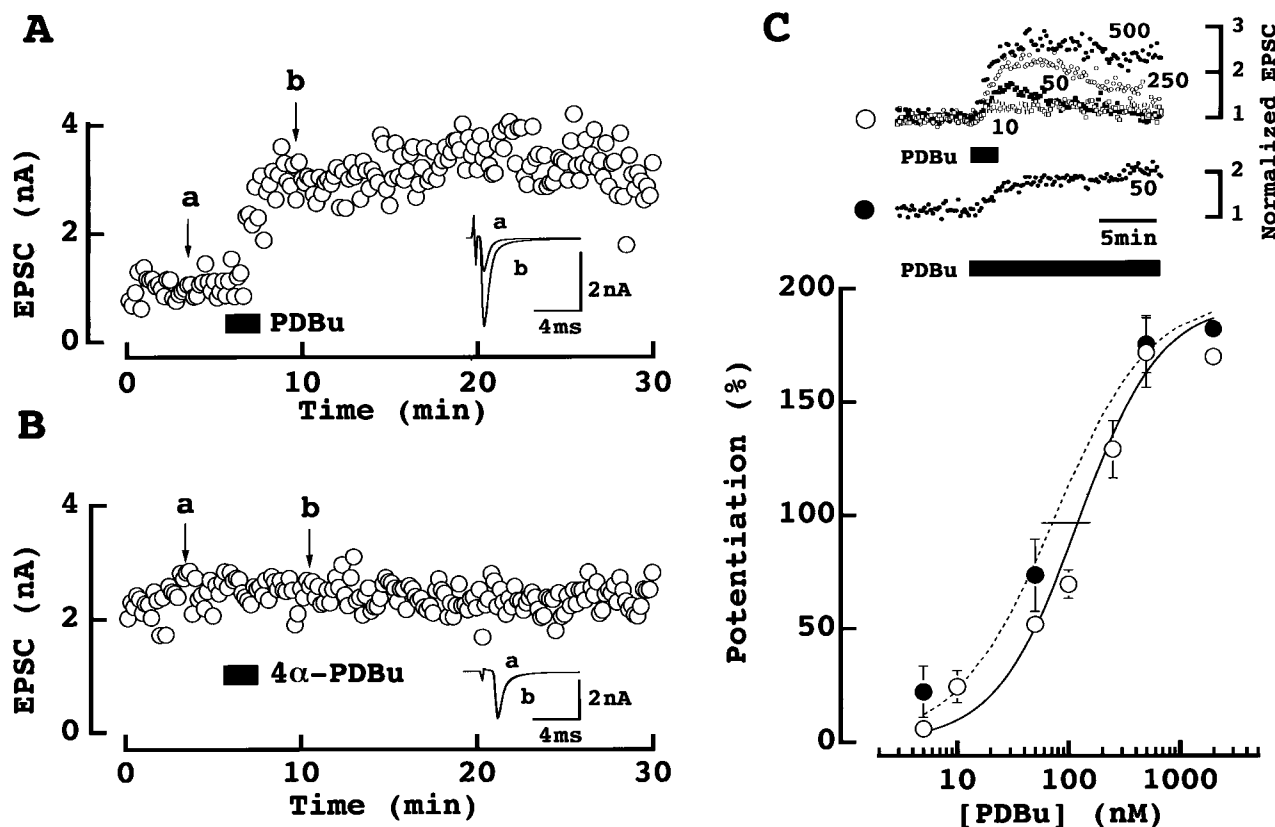 A
EPSC (nA)
4
2
0
a
b
PDBu
a
b
2nA
4ms
0 10 20 30
Time (min)
B
EPSC (nA)
4
2
0
a
b
4α-PDBu
a
b
2nA
4ms
0 10 20 30
Time (min)
C
500
250
50
10
3
2
1
Normalized EPSC
PDBu
50
2
1
5min
PDBu
Potentiation (%)
200
150
100
50
0
10 100 1000
[PDBu] (nM)